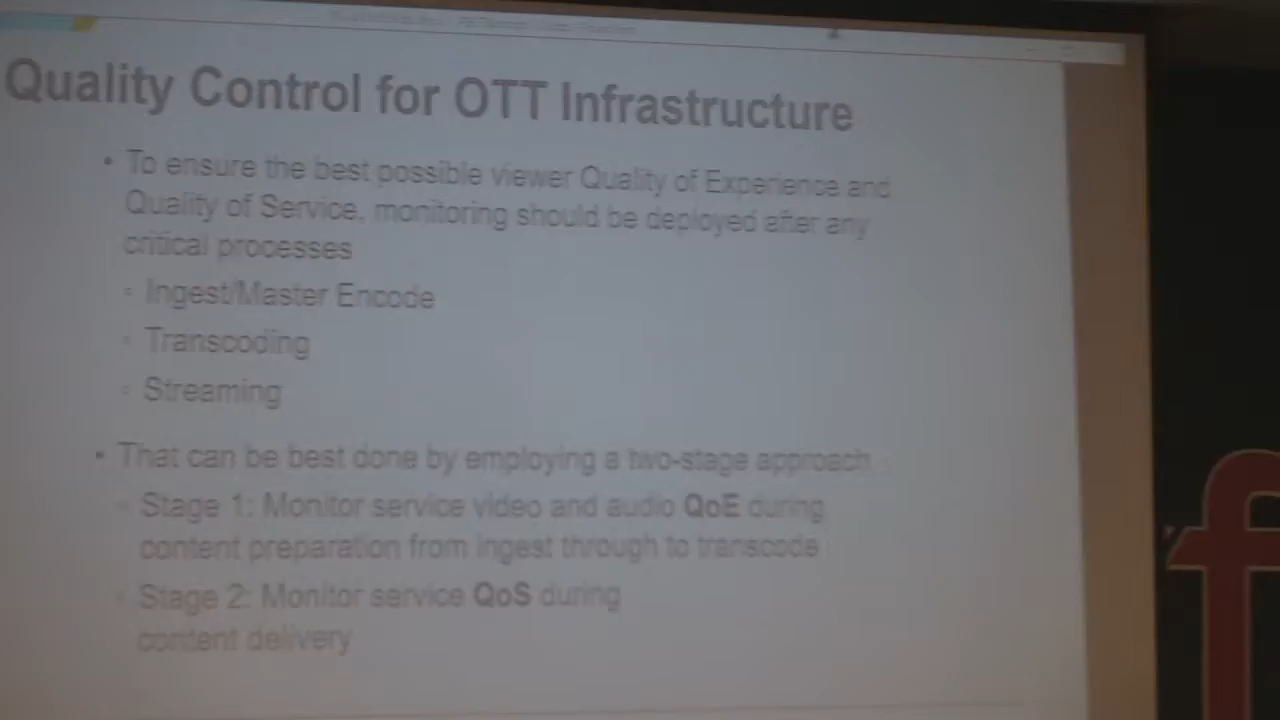 Quality Control for OTT Infrastructure
• To ensure the best possible viewer Quality of Experience and
Quality of Service, monitoring should be deployed after any
critical processes
▫ Ingest/Master Encode
▫ Transcoding
▫ Streaming
• That can be best done by employing a two-stage approach
▫ Stage 1: Monitor service video and audio QoE during
content preparation from ingest through to transcode
▫ Stage 2: Monitor service QoS during
content delivery
f